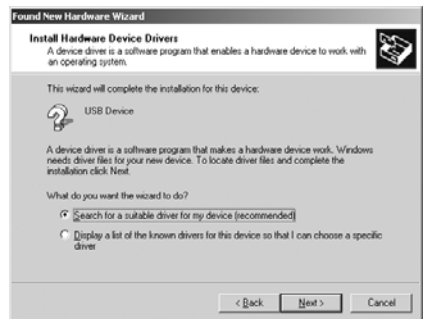 Found New Hardware Wizard
Install Hardware Device Drivers
A device driver is a software program that enables a hardware device to work with
an operating system.
This wizard will complete the installation for this device:
USB Device
A device driver is a software program that makes a hardware device work. Windows
needs driver files for your new device. To locate driver files and complete the
installation click Next.
What do you want the wizard to do?
Search for a suitable driver for my device (recommended)
Display a list of the known drivers for this device so that I can choose a specific
driver
< Back Next > Cancel